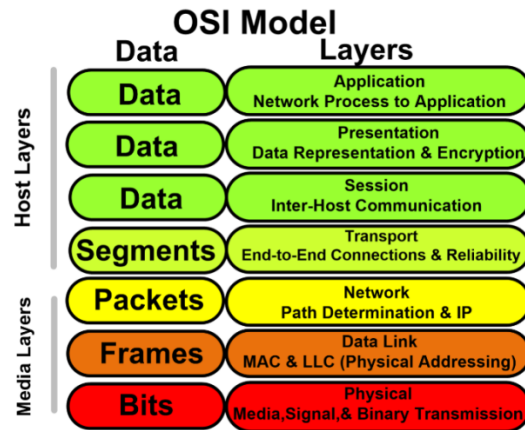 OSI Model
Data Layers
Host Layers
Data
Application
Network Process to Application
Data
Presentation
Data Representation & Encryption
Data
Session
Inter-Host Communication
Segments
Transport
End-to-End Connections & Reliability
Media Layers
Packets
Network
Path Determination & IP
Frames
Data Link
MAC & LLC (Physical Addressing)
Bits
Physical
Media,Signal,& Binary Transmission